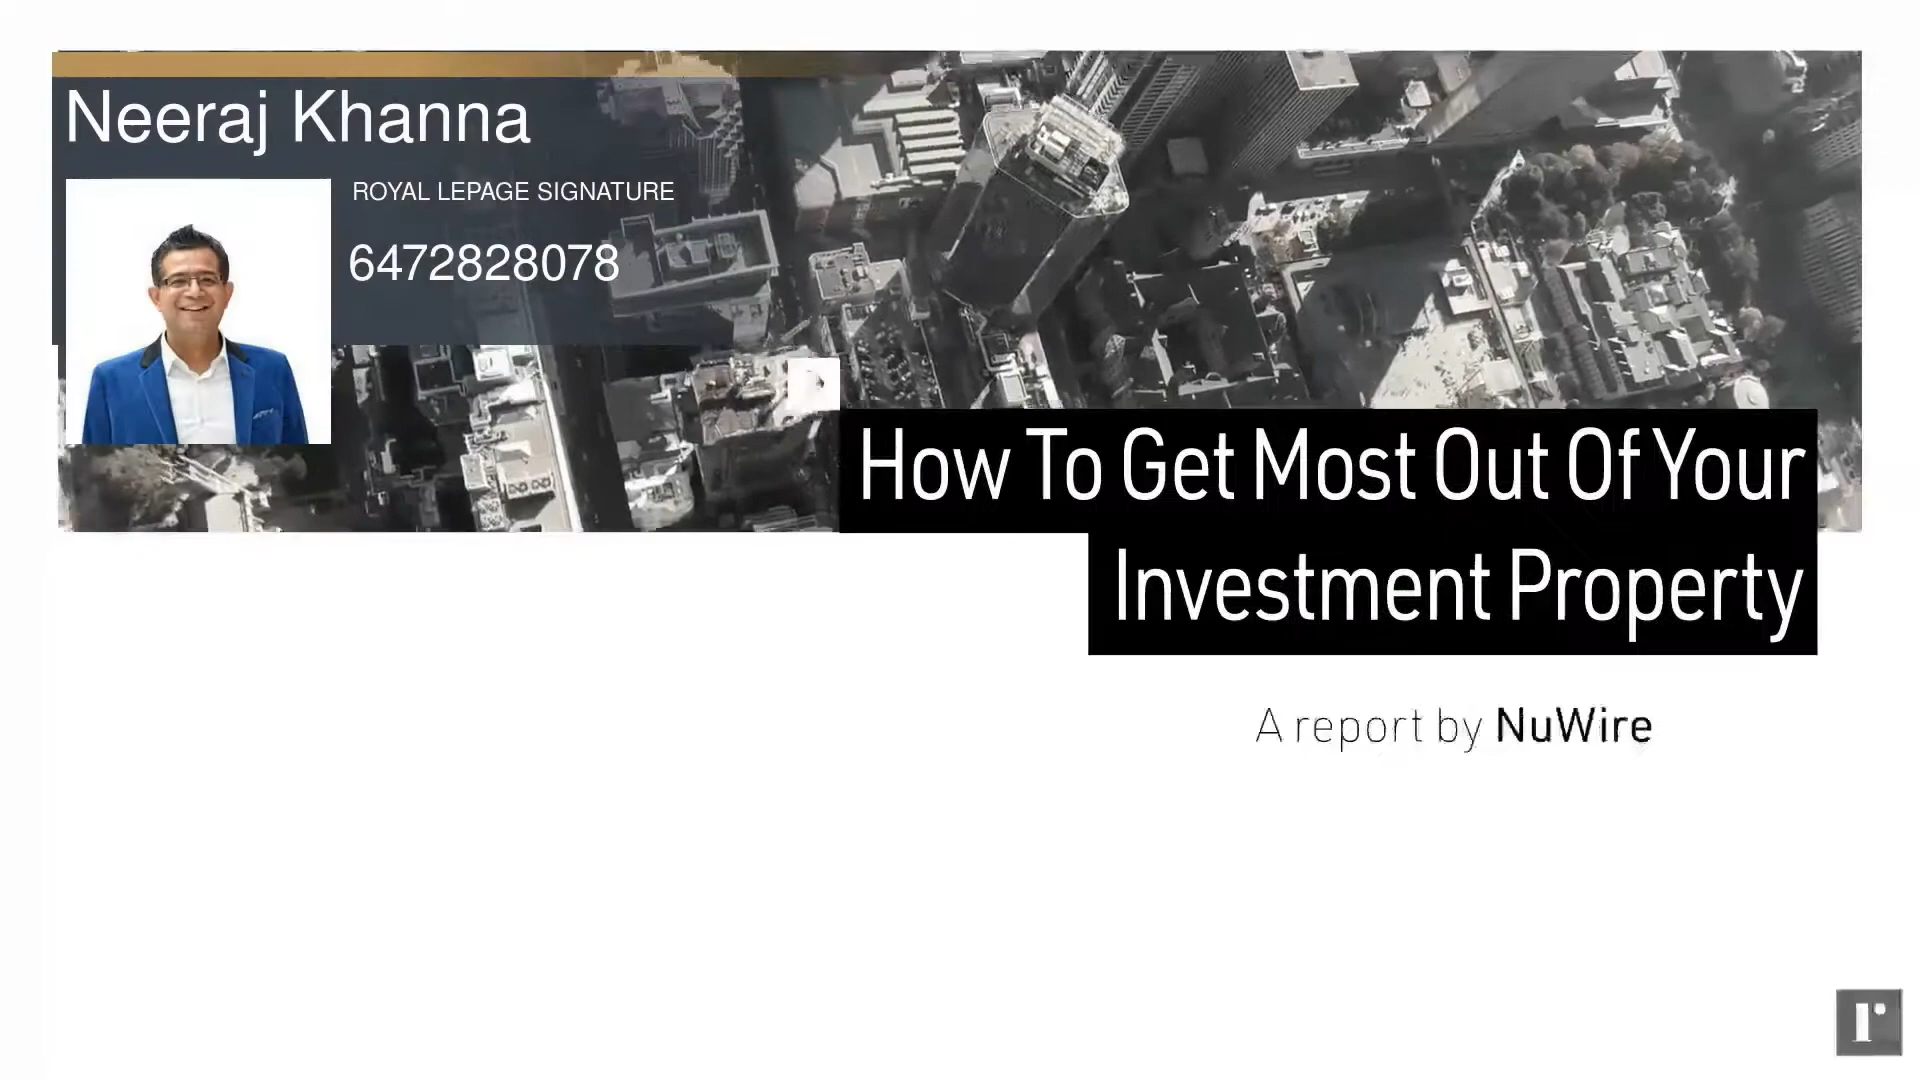 Neeraj Khanna
ROYAL LEPAGE SIGNATURE
6472828078
How To Get Most Out Of Your
Investment Property
A report by NuWire
r